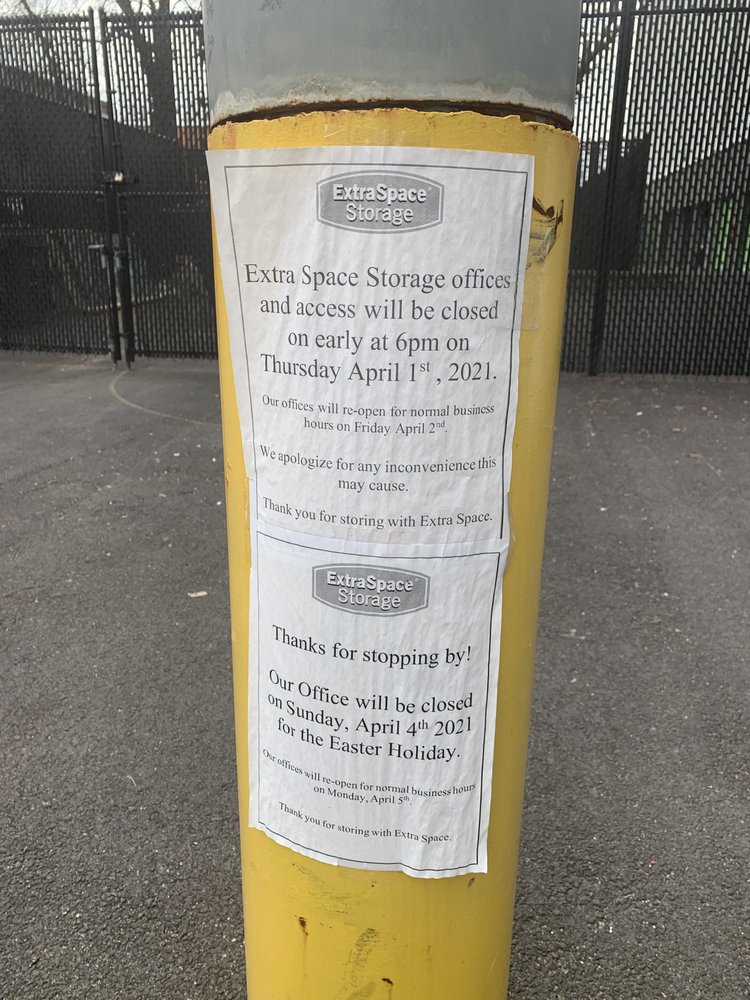 ExtraSpace
Storage
Extra Space Storage offices
and access will be closed
on early at 6pm on
Thursday April 1st , 2021.
Our offices will re-open for normal business
hours on Friday April 2nd.
We apologize for any inconvenience this
may cause.
Thank you for storing with Extra Space.
ExtraSpace®
Storage
Thanks for stopping by!
Our Office will be closed
on Sunday, April 4th 2021
for the Easter Holiday.
Our offices will re-open for normal business hours
on Monday, April 5th.
Thank you for storing with Extra Space.